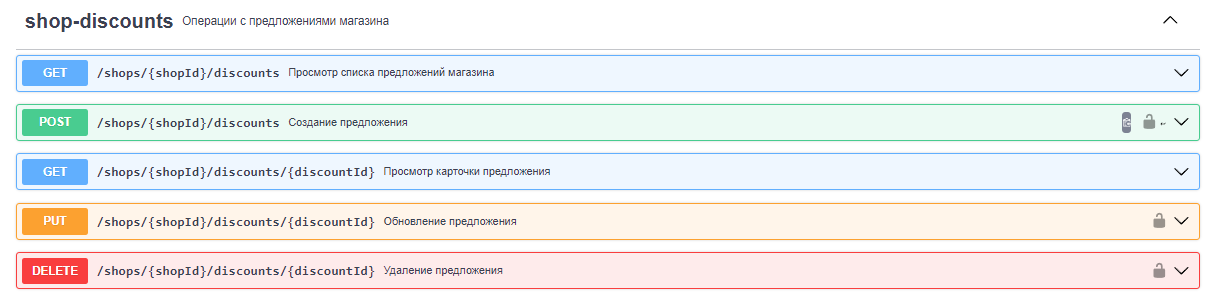 shop-discounts Операции с предложениями магазина
GET /shops/{shopId}/discounts Просмотр списка предложений магазина
POST /shops/{shopId}/discounts Создание предложения
GET /shops/{shopId}/discounts/{discountId} Просмотр карточки предложения
PUT /shops/{shopId}/discounts/{discountId} Обновление предложения
DELETE /shops/{shopId}/discounts/{discountId} Удаление предложения